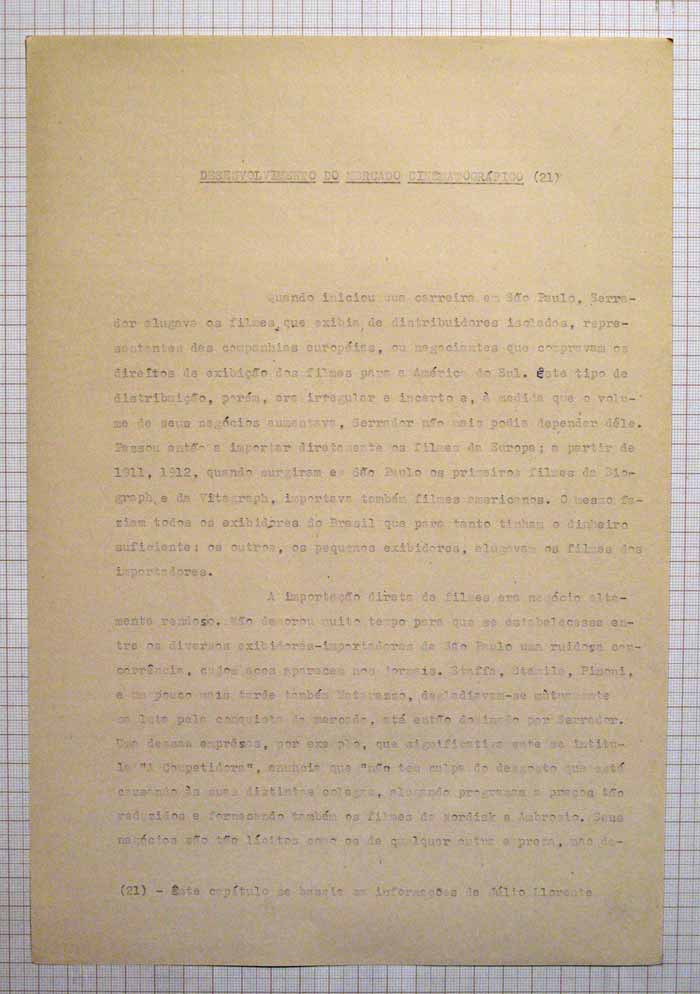 DESENVOLVIMENTO DO MERCADO CINEMATOGRÁFICO (21)
Quando iniciou sua carreira em São Paulo, Serra-
dor alugava os filmes que exibia de distribuidores isolados, repre-
sentantes das companhias européias, ou negociantes que compravam os
direitos de exibição dos filmes para a América do Sul. Êste tipo de
distribuição, porém, era irregular e incerto e, à medida que o volu-
me de seus negócios aumentava, Serrador não mais podia depender dêle.
Passou então a importar diretamente os filmes da Europa; a partir de
1911, 1912, quando surgiram em São Paulo os primeiros filmes da Bio-
graph e da Vitagraph, importava também filmes americanos. O mesmo fa-
ziam todos os exibidores do Brasil que para tanto tinham o dinheiro
suficiente; os outros, os pequenos exibidores, alugavam os filmes dos
importadores.
A importação direta de filmes era negócio alta-
mente rendoso. Não demorou muito tempo para que se estabelecesse en-
tre os diversos exibidores-importadores de São Paulo uma ruidosa con-
corrência, cujos ecos aparecem nos jornais. Staffa, Stamile, Pinoni,
e um pouco mais tarde também Matarazzo, degladiavam-se mùtuamente
na luta pela conquista do mercado, até então dominado por Serrador.
Uma dessas emprêsas, por exemplo, que significativamente se intitu-
la "A Competidora", anuncia que "não tem culpa do desgosto que está
causando às suas distintas colegas, alugando programas a preços tão
reduzidos e fornecendo também os filmes da Nordisk e Ambrosio. Seus
negócios são tão lícitos como os de qualquer outra empresa, não de-
(21) - Êste capítulo se baseia em informações de Júlio Llorente